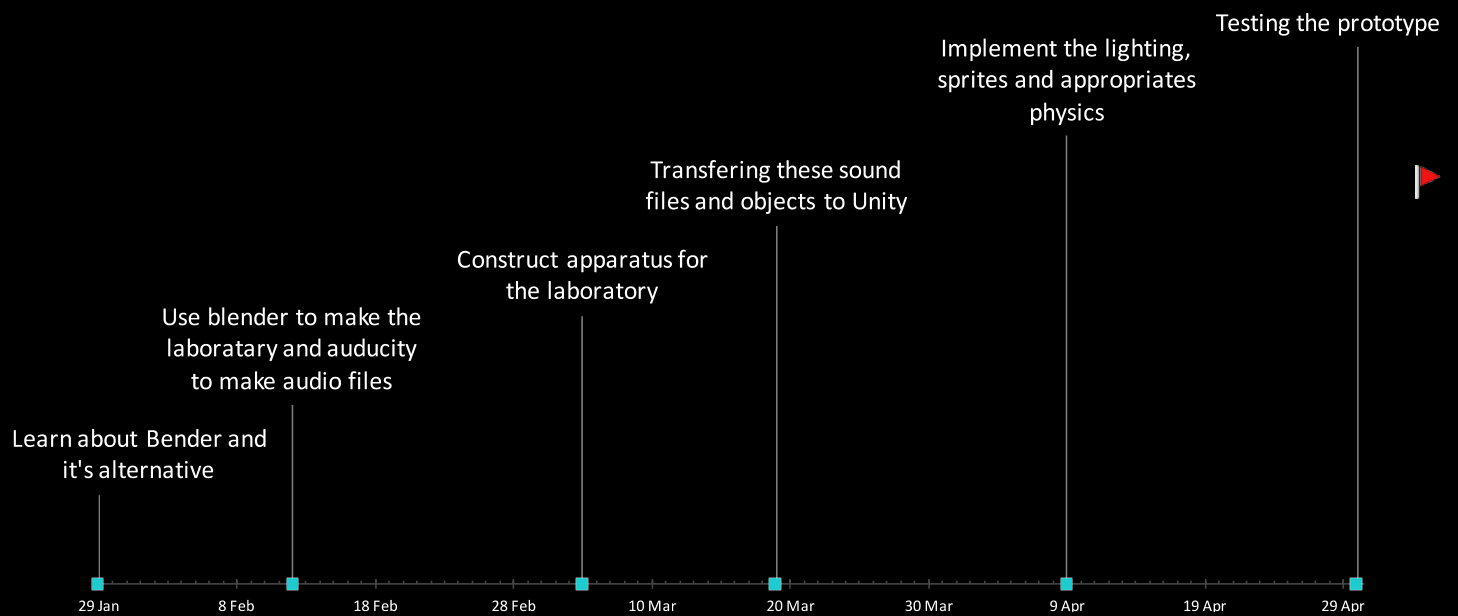 Testing the prototype
Implement the lighting,
sprites and appropriates
physics
Transfering these sound
files and objects to Unity
Construct apparatus for
the laboratory
Use blender to make the
laboratary and auducity
to make audio files
Learn about Bender and
it's alternative
29 Jan 8 Feb 18 Feb 28 Feb 10 Mar 20 Mar 30 Mar 9 Apr 19 Apr 29 Apr